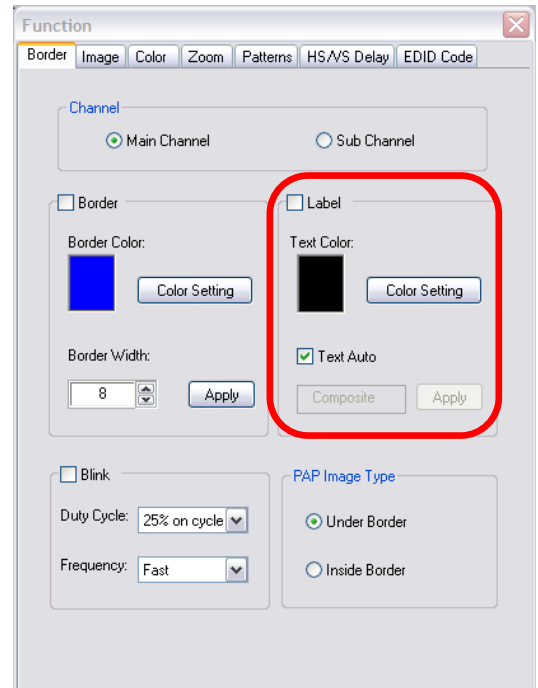 Function
Border Image Color Zoom Patterns HS/VS Delay EDID Code
Channel
Main Channel Sub Channel
Border Label
Border Color: Text Color:
Color Setting Color Setting
Border Width: Text Auto
8 Apply Composite Apply
Blink PAP Image Type
Duty Cycle: 25% on cycle Under Border
Frequency: Fast Inside Border